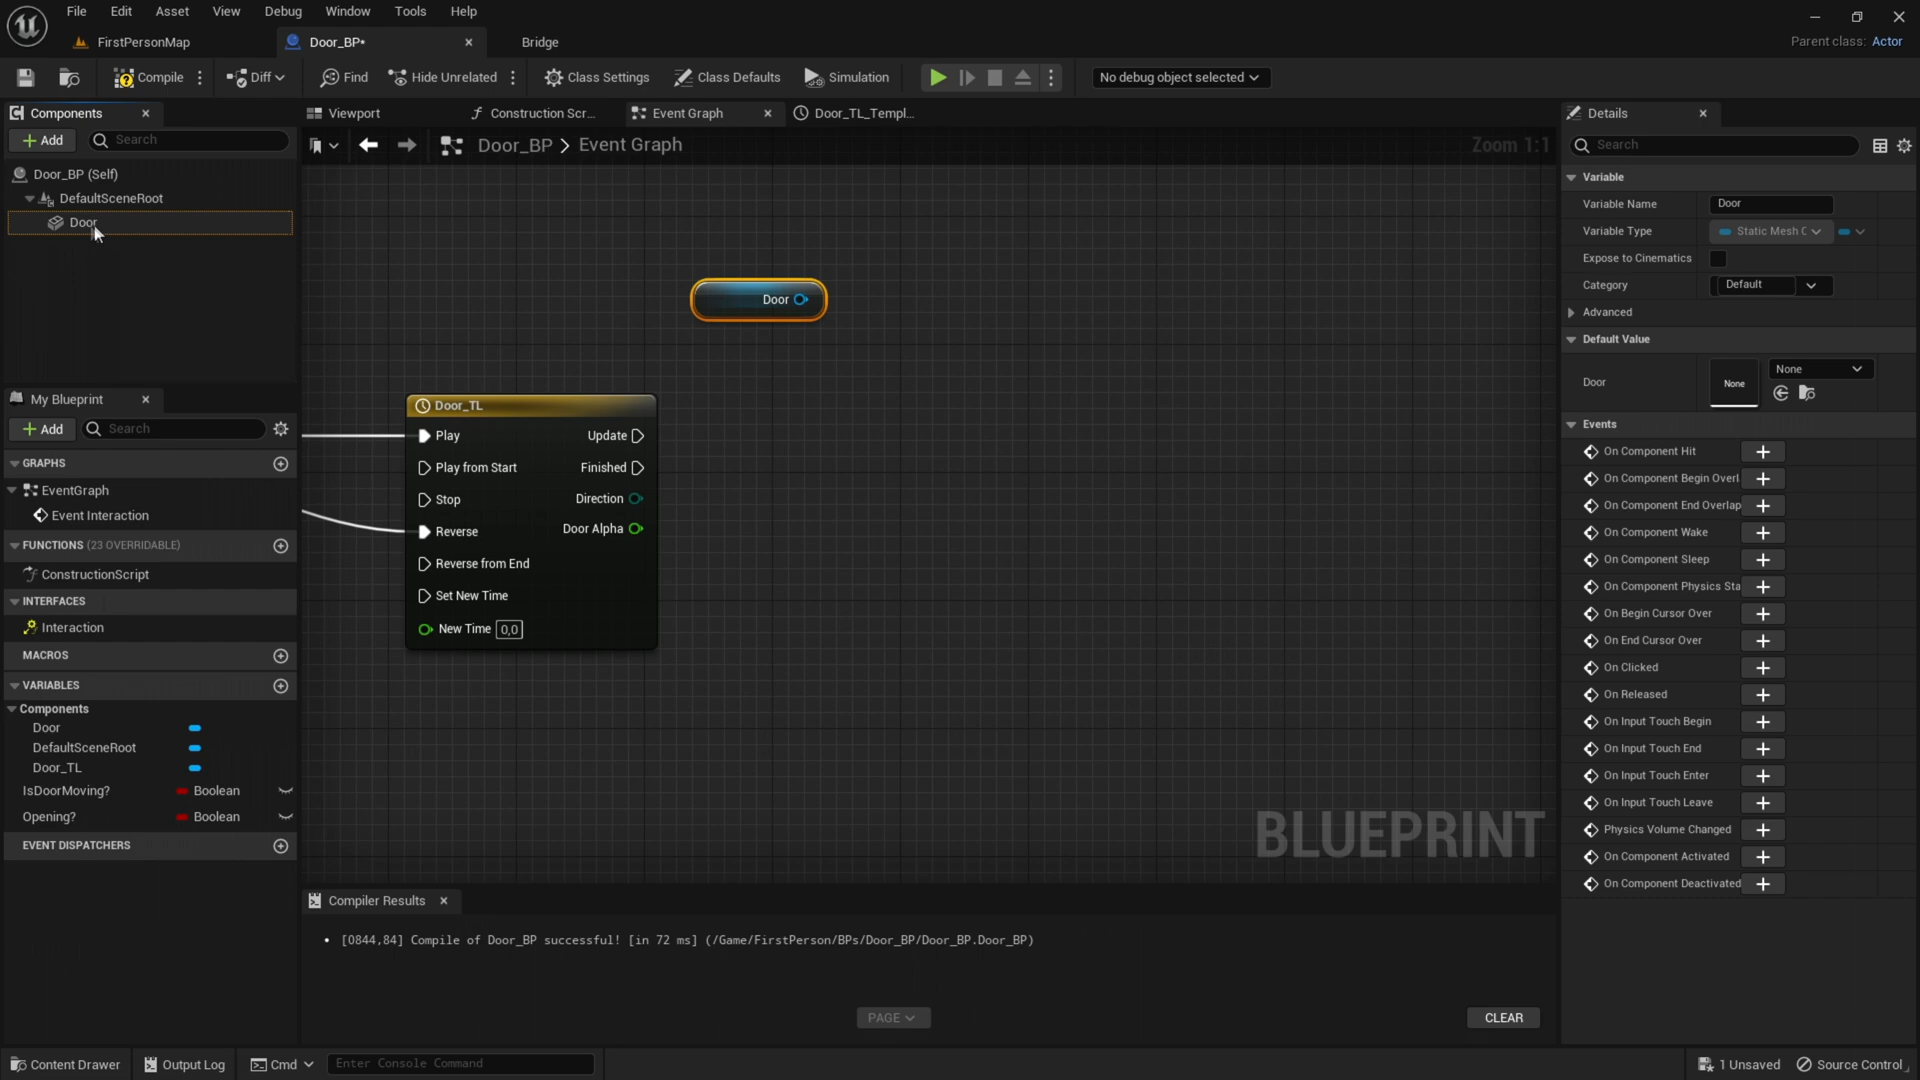 File Edit Asset View Debug Window Tools Help
Parent class: Actor
FirstPersonMap Door_BP* Bridge
Compile Diff Find Hide Unrelated Class Settings Class Defaults Simulation No debug object selected
Components
Add Search
Door_BP (Self)
DefaultSceneRoot
Door
My Blueprint
Add Search
GRAPHS
EventGraph
Event Interaction
FUNCTIONS (23 OVERRIDABLE)
ConstructionScript
INTERFACES
Interaction
MACROS
VARIABLES
Components
Door
DefaultSceneRoot
Door_TL
IsDoorMoving? Boolean
Opening? Boolean
EVENT DISPATCHERS
Viewport Construction Scr... Event Graph Door_TL_Templ...
Door_BP > Event Graph Zoom 1:1
Door
Door_TL
Play Update
Play from Start Finished
Stop Direction
Reverse Door Alpha
Reverse from End
Set New Time
New Time 0,0
BLUEPRINT
Compiler Results
• [0844,84] Compile of Door_BP successful! [in 72 ms] (/Game/FirstPerson/BPs/Door_BP/Door_BP.Door_BP)
PAGE CLEAR
Details
Search
Variable
Variable Name Door
Variable Type Static Mesh C
Expose to Cinematics
Category Default
Advanced
Default Value
Door None None
Events
On Component Hit
On Component Begin Overl
On Component End Overlap
On Component Wake
On Component Sleep
On Component Physics Sta
On Begin Cursor Over
On End Cursor Over
On Clicked
On Released
On Input Touch Begin
On Input Touch End
On Input Touch Enter
On Input Touch Leave
Physics Volume Changed
On Component Activated
On Component Deactivated
Content Drawer Output Log Cmd Enter Console Command 1 Unsaved Source Control